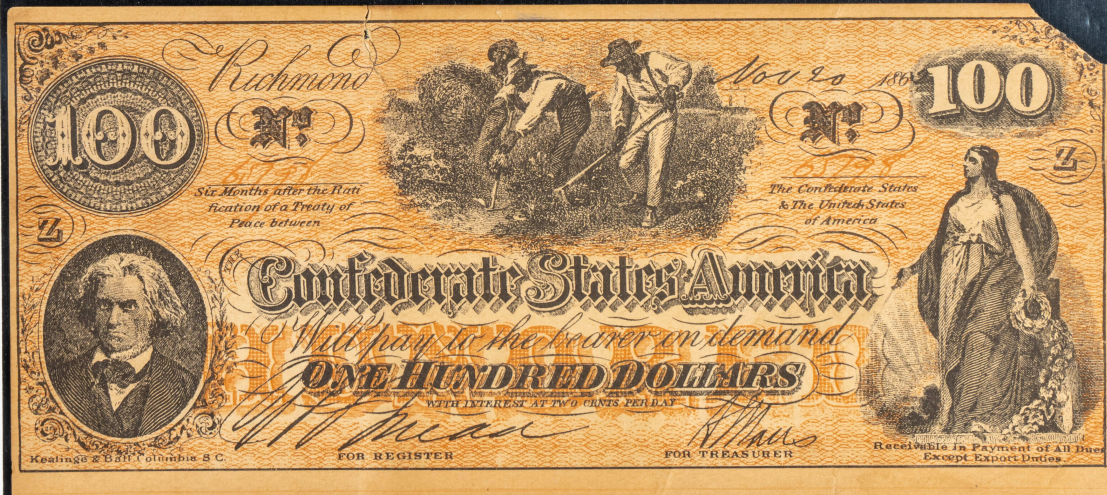 Richmond Nov 20 186
100 100
No No
65798
Six Months after the Rati
fication of a Treaty of
Peace between
The Confederate States
& The United States
of America
Z Z
Confederate States America
Will pay to the bearer on demand
ONE HUNDRED DOLLARS
WITH INTEREST AT TWO CENTS PER DAY
FOR REGISTER
FOR TREASURER
Keatinge & Ball Columbia S C.
Receivable in Payment of All Dues
Except Export Duties.